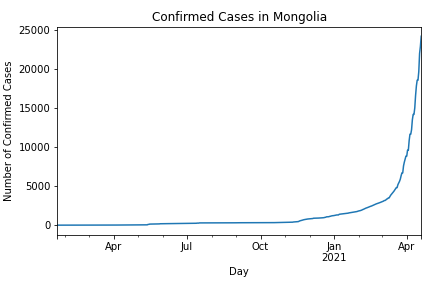 Confirmed Cases in Mongolia
Number of Confirmed Cases
25000
20000
15000
10000
5000
0
Apr
Jul
Oct
Jan
2021
Apr
Day